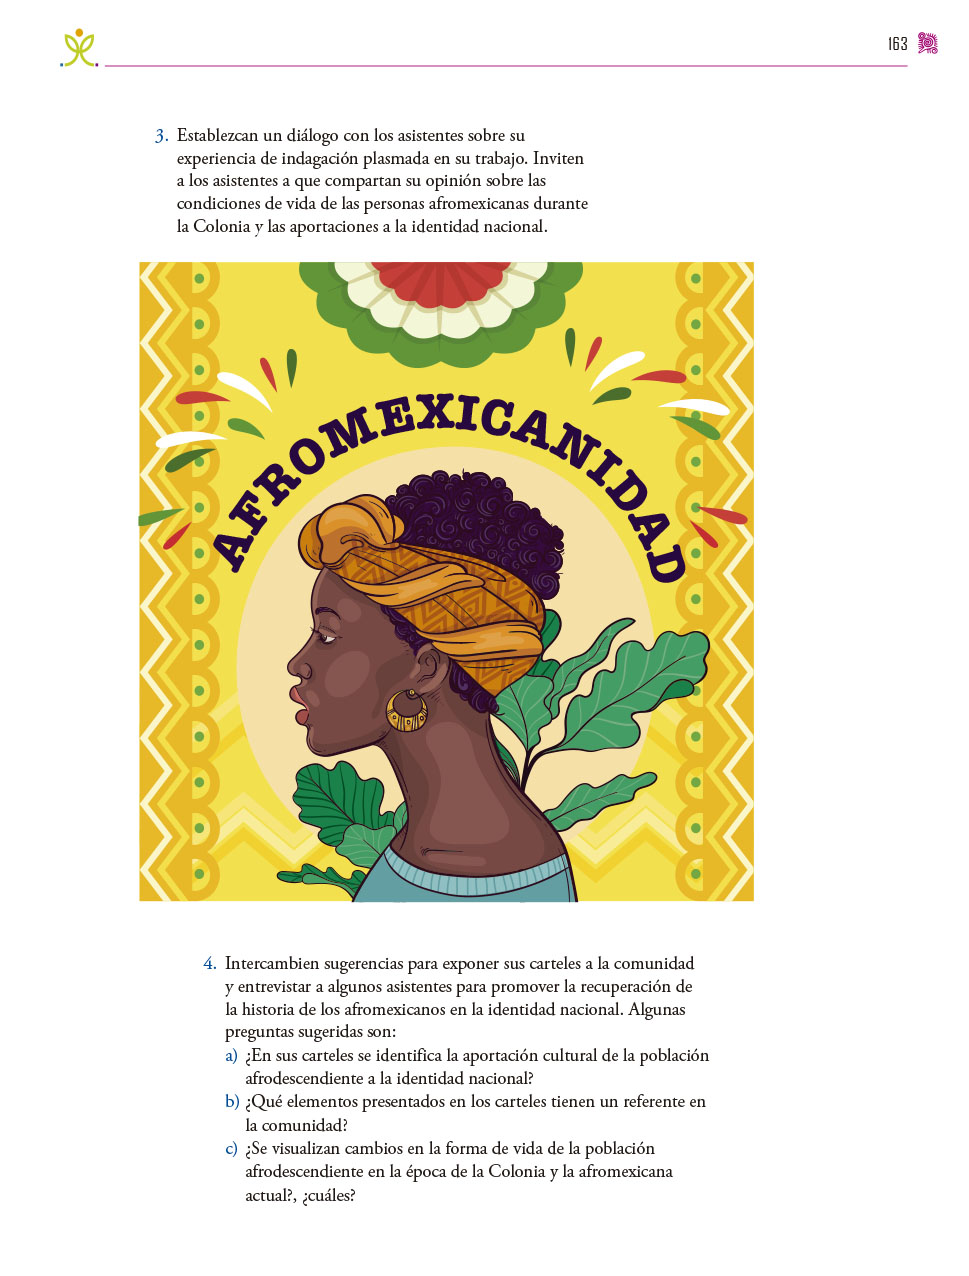 163
3. Establezcan un diálogo con los asistentes sobre su
experiencia de indagación plasmada en su trabajo. Inviten
a los asistentes a que compartan su opinión sobre las
condiciones de vida de las personas afromexicanas durante
la Colonia y las aportaciones a la identidad nacional.
AFROMEXICANIDAD
4. Intercambien sugerencias para exponer sus carteles a la comunidad
y entrevistar a algunos asistentes para promover la recuperación de
la historia de los afromexicanos en la identidad nacional. Algunas
preguntas sugeridas son:
a) ¿En sus carteles se identifica la aportación cultural de la población
afrodescendiente a la identidad nacional?
b) ¿Qué elementos presentados en los carteles tienen un referente en
la comunidad?
c) ¿Se visualizan cambios en la forma de vida de la población
afrodescendiente en la época de la Colonia y la afromexicana
actual?, ¿cuáles?